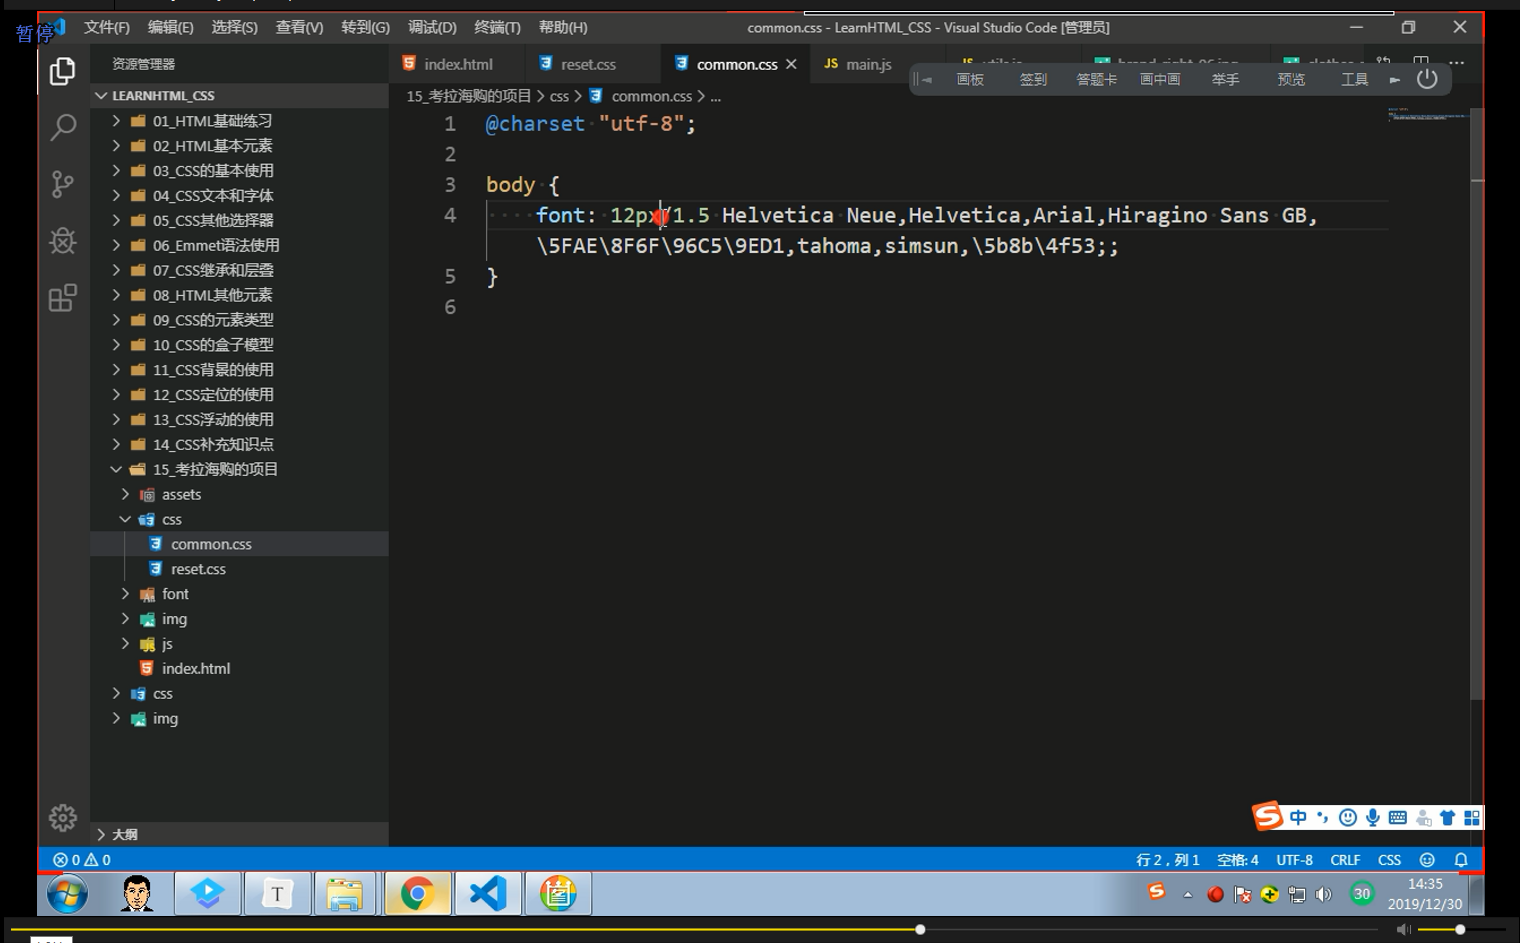 暂停
文件(F) 编辑(E) 选择(S) 查看(V) 转到(G) 调试(D) 终端(T) 帮助(H) common.css - LearnHTML_CSS - Visual Studio Code [管理员]
资源管理器 index.html reset.css common.css main.js
画板 签到 答题卡 画中画 举手 预览 工具
LEARNHTML_CSS
15_考拉海购的项目 > css > common.css > ...
01_HTML基础练习
02_HTML基本元素
03_CSS的基本使用
04_CSS文本和字体
05_CSS其他选择器
06_Emmet语法使用
07_CSS继承和层叠
08_HTML其他元素
09_CSS的元素类型
10_CSS的盒子模型
11_CSS背景的使用
12_CSS定位的使用
13_CSS浮动的使用
14_CSS补充知识点
15_考拉海购的项目
assets
css
common.css
reset.css
font
img
js
index.html
css
img
大纲
1 @charset "utf-8";
2
3 body {
4 font: 12px/1.5 Helvetica Neue,Helvetica,Arial,Hiragino Sans GB,
\5FAE\8F6F\96C5\9ED1,tahoma,simsun,\5b8b\4f53;;
5 }
6
中
0 0 行 2，列 1 空格: 4 UTF-8 CRLF CSS
T 30 14:35
2019/12/30